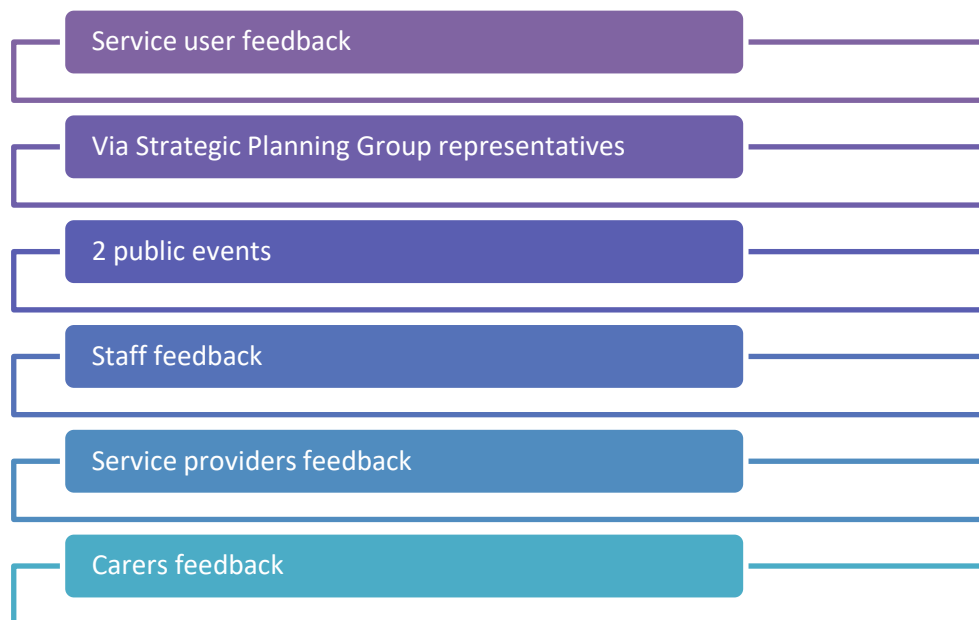 Service user feedback
Via Strategic Planning Group representatives
2 public events
Staff feedback
Service providers feedback
Carers feedback